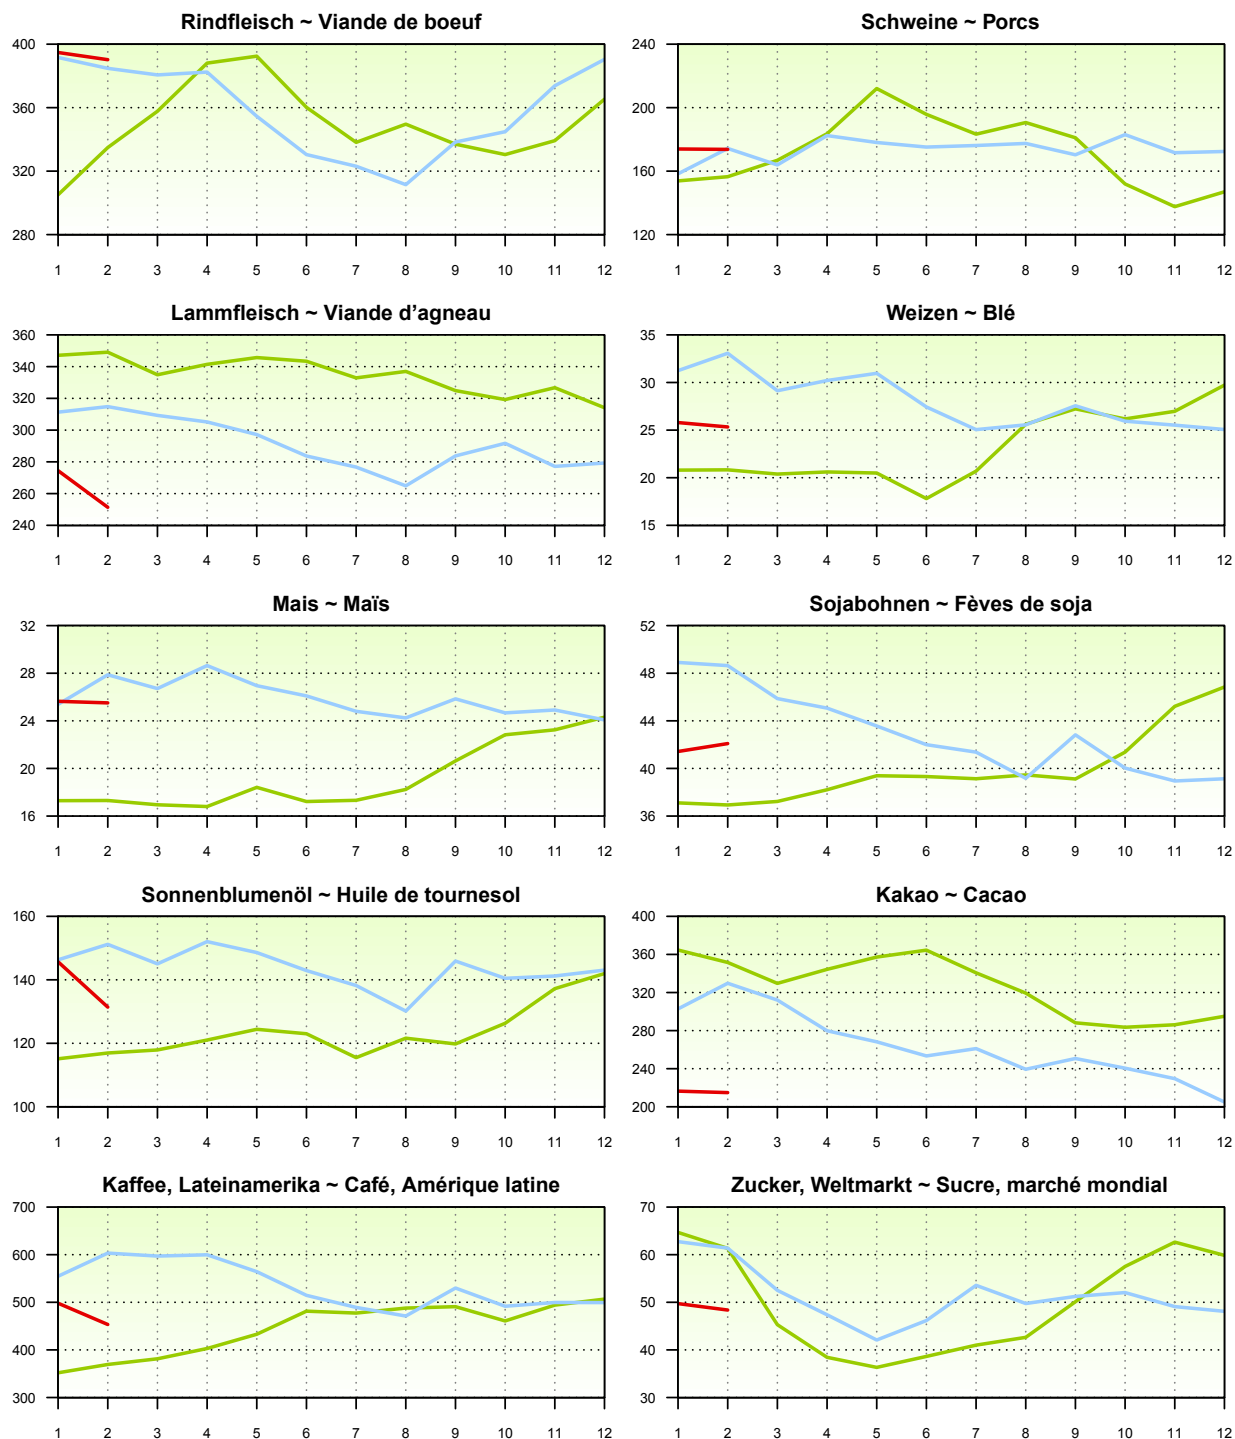 Rindfleisch ~ Viande de boeuf
400
360
320
280
1 2 3 4 5 6 7 8 9 10 11 12
Schweine ~ Porcs
240
200
160
120
1 2 3 4 5 6 7 8 9 10 11 12
Lammfleisch ~ Viande d’agneau
360
340
320
300
280
260
240
1 2 3 4 5 6 7 8 9 10 11 12
Weizen ~ Blé
35
30
25
20
15
1 2 3 4 5 6 7 8 9 10 11 12
Mais ~ Maïs
32
28
24
20
16
1 2 3 4 5 6 7 8 9 10 11 12
Sojabohnen ~ Fèves de soja
52
48
44
40
36
1 2 3 4 5 6 7 8 9 10 11 12
Sonnenblumenöl ~ Huile de tournesol
160
140
120
100
1 2 3 4 5 6 7 8 9 10 11 12
Kakao ~ Cacao
400
360
320
280
240
200
1 2 3 4 5 6 7 8 9 10 11 12
Kaffee, Lateinamerika ~ Café, Amérique latine
700
600
500
400
300
1 2 3 4 5 6 7 8 9 10 11 12
Zucker, Weltmarkt ~ Sucre, marché mondial
70
60
50
40
30
1 2 3 4 5 6 7 8 9 10 11 12